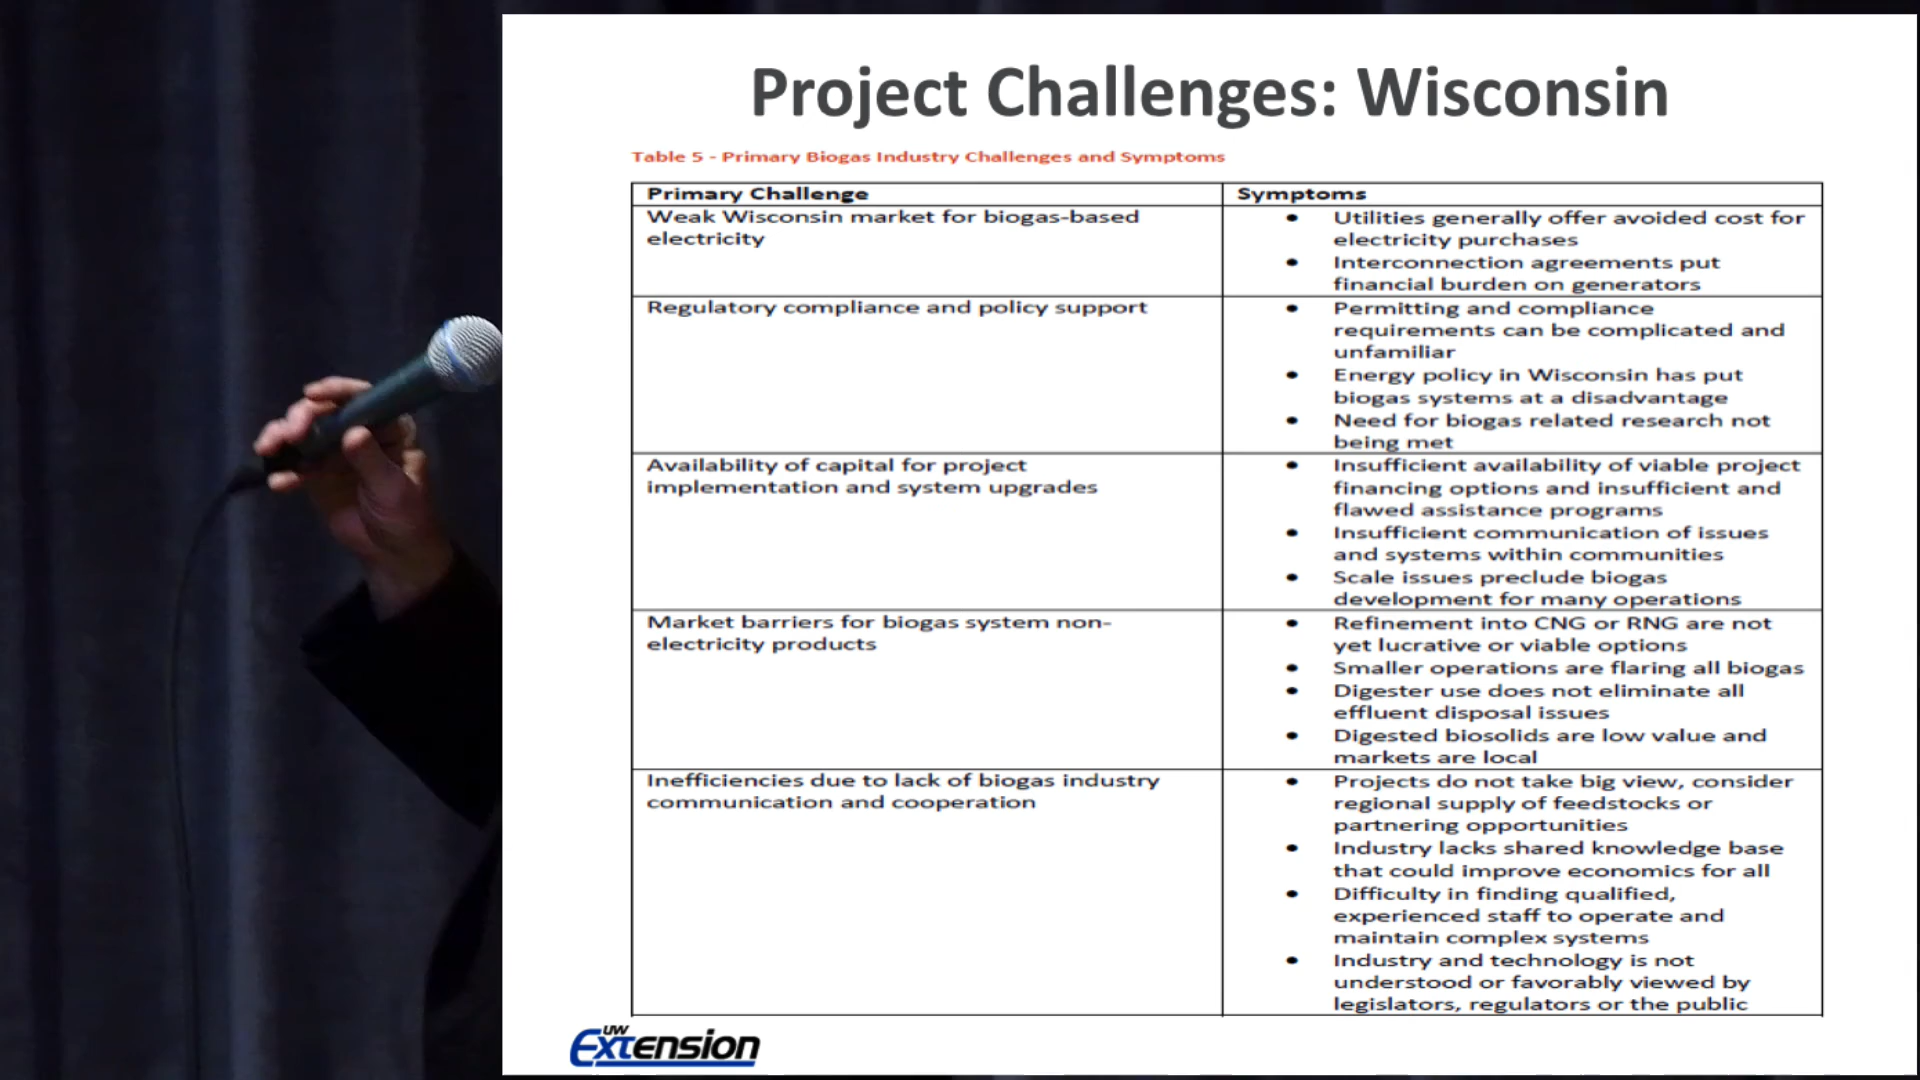 Project Challenges: Wisconsin
Table 5 - Primary Biogas Industry Challenges and Symptoms
Primary Challenge
Symptoms
Weak Wisconsin market for biogas-based
electricity
• Utilities generally offer avoided cost for
electricity purchases
• Interconnection agreements put
financial burden on generators
Regulatory compliance and policy support
• Permitting and compliance
requirements can be complicated and
unfamiliar
• Energy policy in Wisconsin has put
biogas systems at a disadvantage
• Need for biogas related research not
being met
Availability of capital for project
implementation and system upgrades
• Insufficient availability of viable project
financing options and insufficient and
flawed assistance programs
• Insufficient communication of issues
and systems within communities
• Scale issues preclude biogas
development for many operations
Market barriers for biogas system non-
electricity products
• Refinement into CNG or RNG are not
yet lucrative or viable options
• Smaller operations are flaring all biogas
• Digester use does not eliminate all
effluent disposal issues
• Digested biosolids are low value and
markets are local
Inefficiencies due to lack of biogas industry
communication and cooperation
• Projects do not take big view, consider
regional supply of feedstocks or
partnering opportunities
• Industry lacks shared knowledge base
that could improve economics for all
• Difficulty in finding qualified,
experienced staff to operate and
maintain complex systems
• Industry and technology is not
understood or favorably viewed by
legislators, regulators or the public
UW
Extension